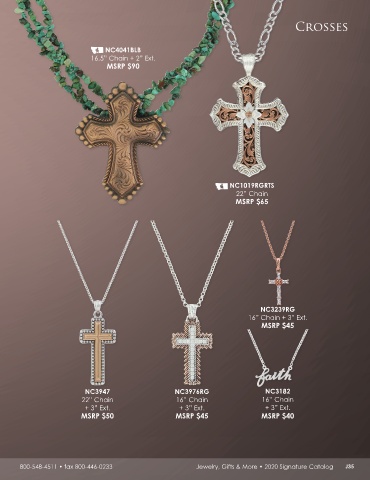 CROSSES
NC4041BLB
16.5" Chain + 2" Ext.
MSRP $90
NC1019RGRTS
22" Chain
MSRP $65
NC3239RG
16" Chain + 3" Ext.
MSRP $45
NC3947
22" Chain
+ 3" Ext.
MSRP $50
NC3976RG
16" Chain
+ 3" Ext.
MSRP $45
faith
NC3182
16" Chain
+ 3" Ext.
MSRP $40
800-548-4511 • fax 800-446-0233
Jewelry, Gifts & More • 2020 Signature Catalog J35